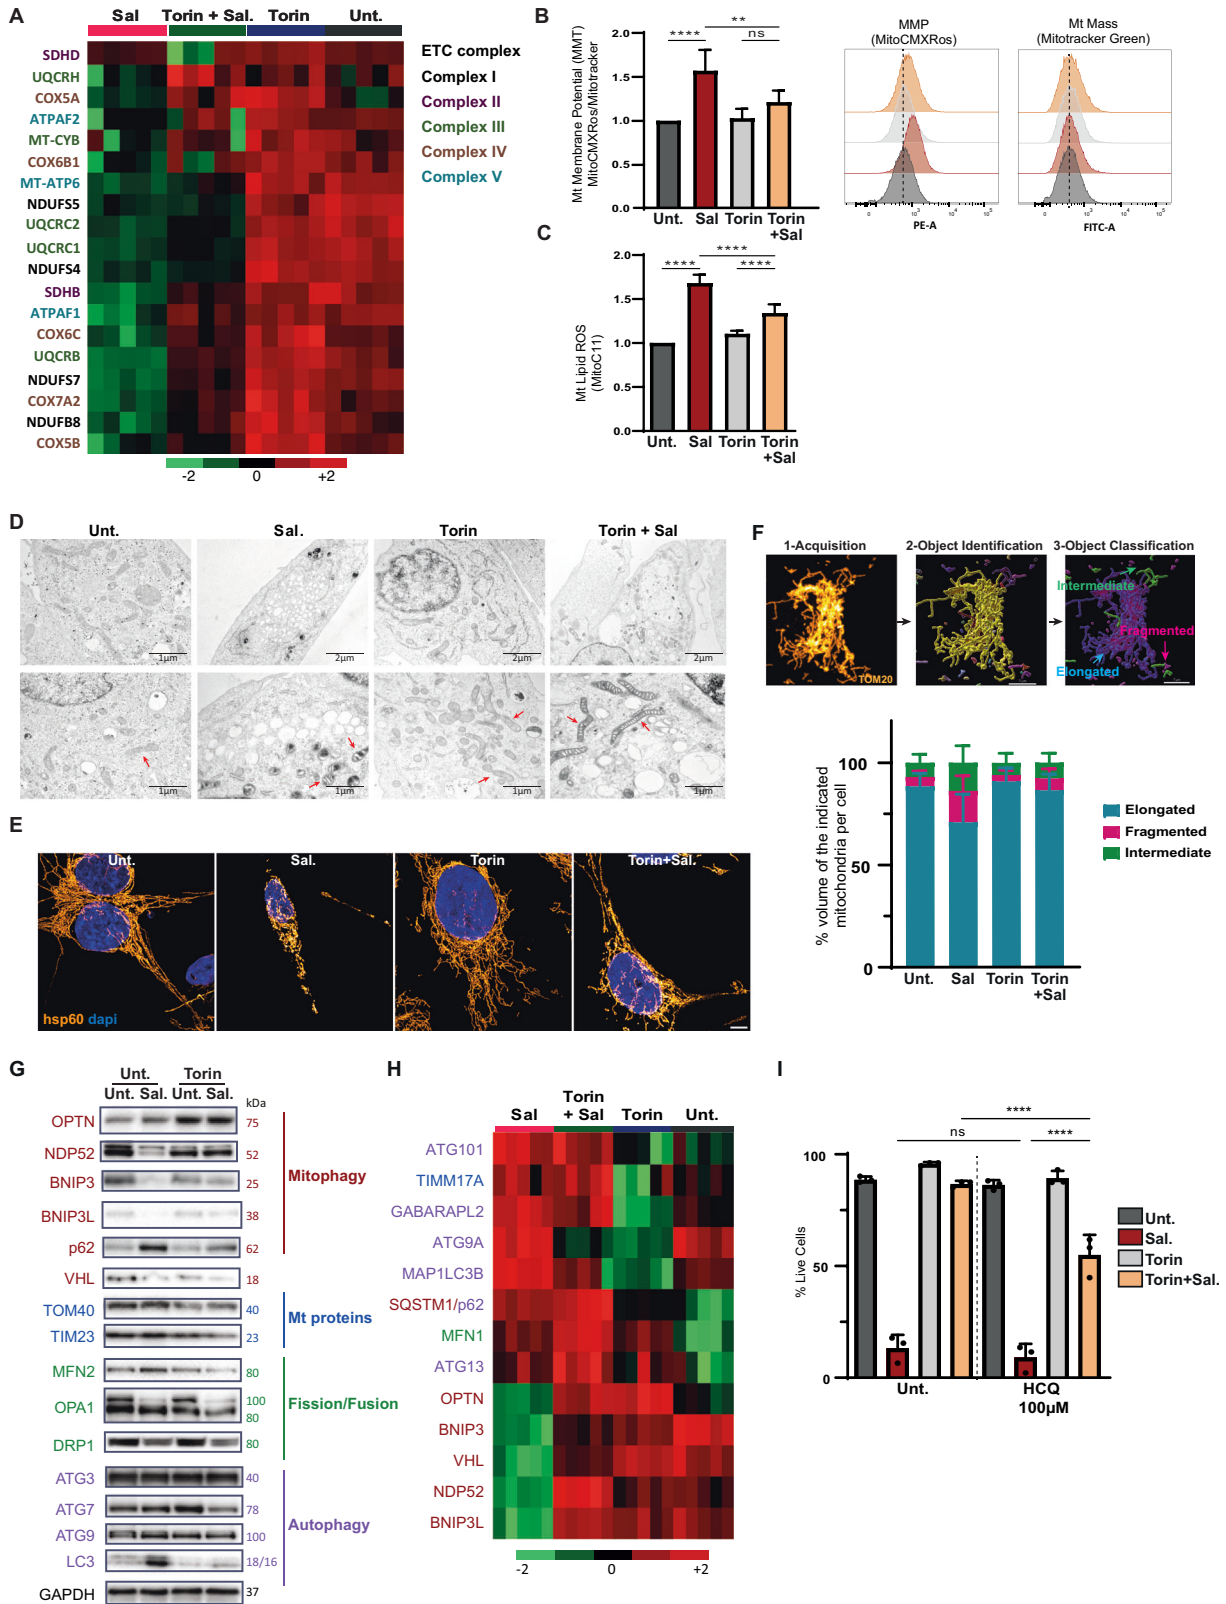 A
Sal
Torin + Sal.
Torin
Unt.
SDHD
UQCRH
COX5A
ATPAF2
MT-CYB
COX6B1
MT-ATP6
NDUFS5
UQCRC2
UQCRC1
NDUFS4
SDHB
ATPAF1
COX6C
UQCRB
NDUFS7
COX7A2
NDUFB8
COX5B
ETC complex
Complex I
Complex II
Complex III
Complex IV
Complex V
-2
0
+2
B
Mt Membrane Potential (MMT)
MitoCMXRos/Mitotracker
2.0
1.5
1.0
0.5
0.0
****
**
ns
Unt.
Sal
Torin
Torin
+Sal
MMP
(MitoCMXRos)
0
10³
10⁴
10⁵
PE-A
Mt Mass
(Mitotracker Green)
0
10³
10⁴
10⁵
FITC-A
C
Mt Lipid ROS
(MitoC11)
2.0
1.5
1.0
0.5
0.0
****
****
****
Unt.
Sal
Torin
Torin
+Sal
D
Unt.
Sal.
Torin
Torin + Sal
1µm
2µm
2µm
2µm
1µm
1µm
1µm
1µm
E
Unt.
Sal.
Torin
Torin+Sal.
hsp60 dapi
F
1-Acquisition
2-Object Identification
3-Object Classification
TOM20
Intermediate
Fragmented
Elongated
% volume of the indicated
mitochondria per cell
100
50
0
Unt.
Sal
Torin
Torin
+Sal
Elongated
Fragmented
Intermediate
G
Unt.
Torin
Unt. Sal. Unt. Sal.
kDa
OPTN
75
NDP52
52
BNIP3
25
BNIP3L
38
p62
62
VHL
18
TOM40
40
TIM23
23
MFN2
80
OPA1
100
80
DRP1
80
ATG3
40
ATG7
78
ATG9
100
LC3
18/16
GAPDH
37
Mitophagy
Mt proteins
Fission/Fusion
Autophagy
H
Sal
Torin
+ Sal
Torin
Unt.
ATG101
TIMM17A
GABARAPL2
ATG9A
MAP1LC3B
SQSTM1/p62
MFN1
ATG13
OPTN
BNIP3
VHL
NDP52
BNIP3L
-2
0
+2
I
% Live Cells
100
50
0
****
ns
****
Unt.
HCQ
100µM
Unt.
Sal.
Torin
Torin+Sal.